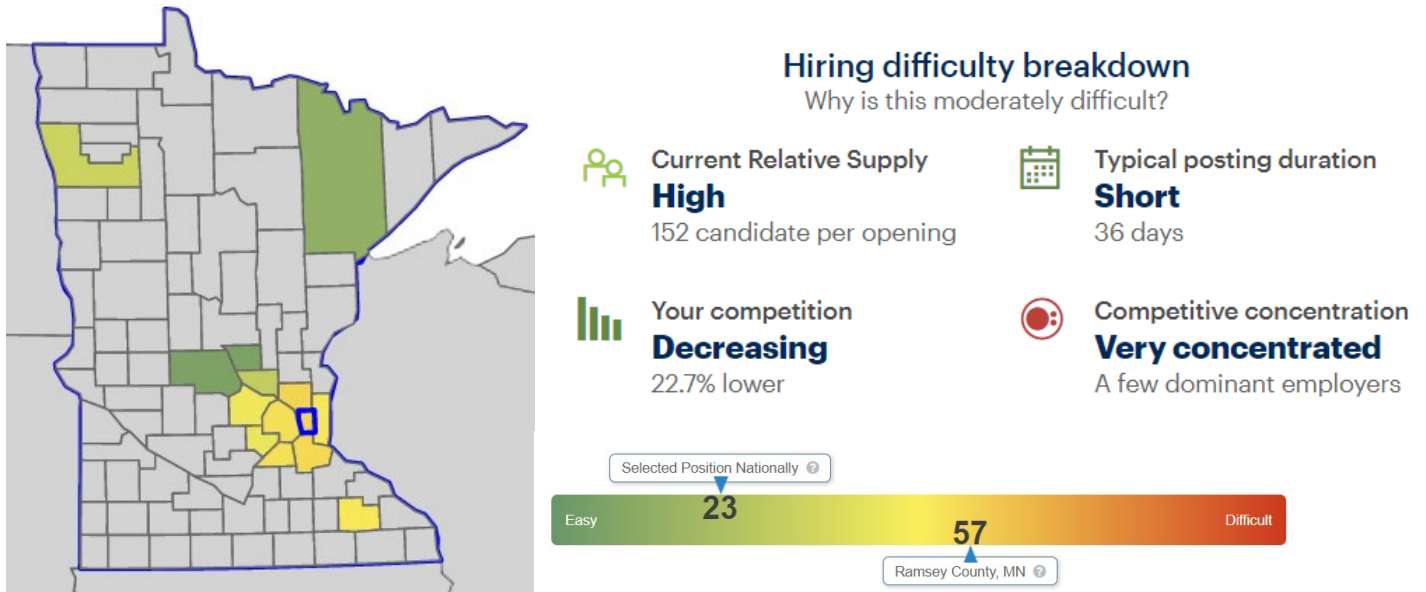 Hiring difficulty breakdown
Why is this moderately difficult?
Current Relative Supply
High
152 candidate per opening
Typical posting duration
Short
36 days
Your competition
Decreasing
22.7% lower
Competitive concentration
Very concentrated
A few dominant employers
Selected Position Nationally ?
Easy
23
57
Difficult
Ramsey County, MN ?